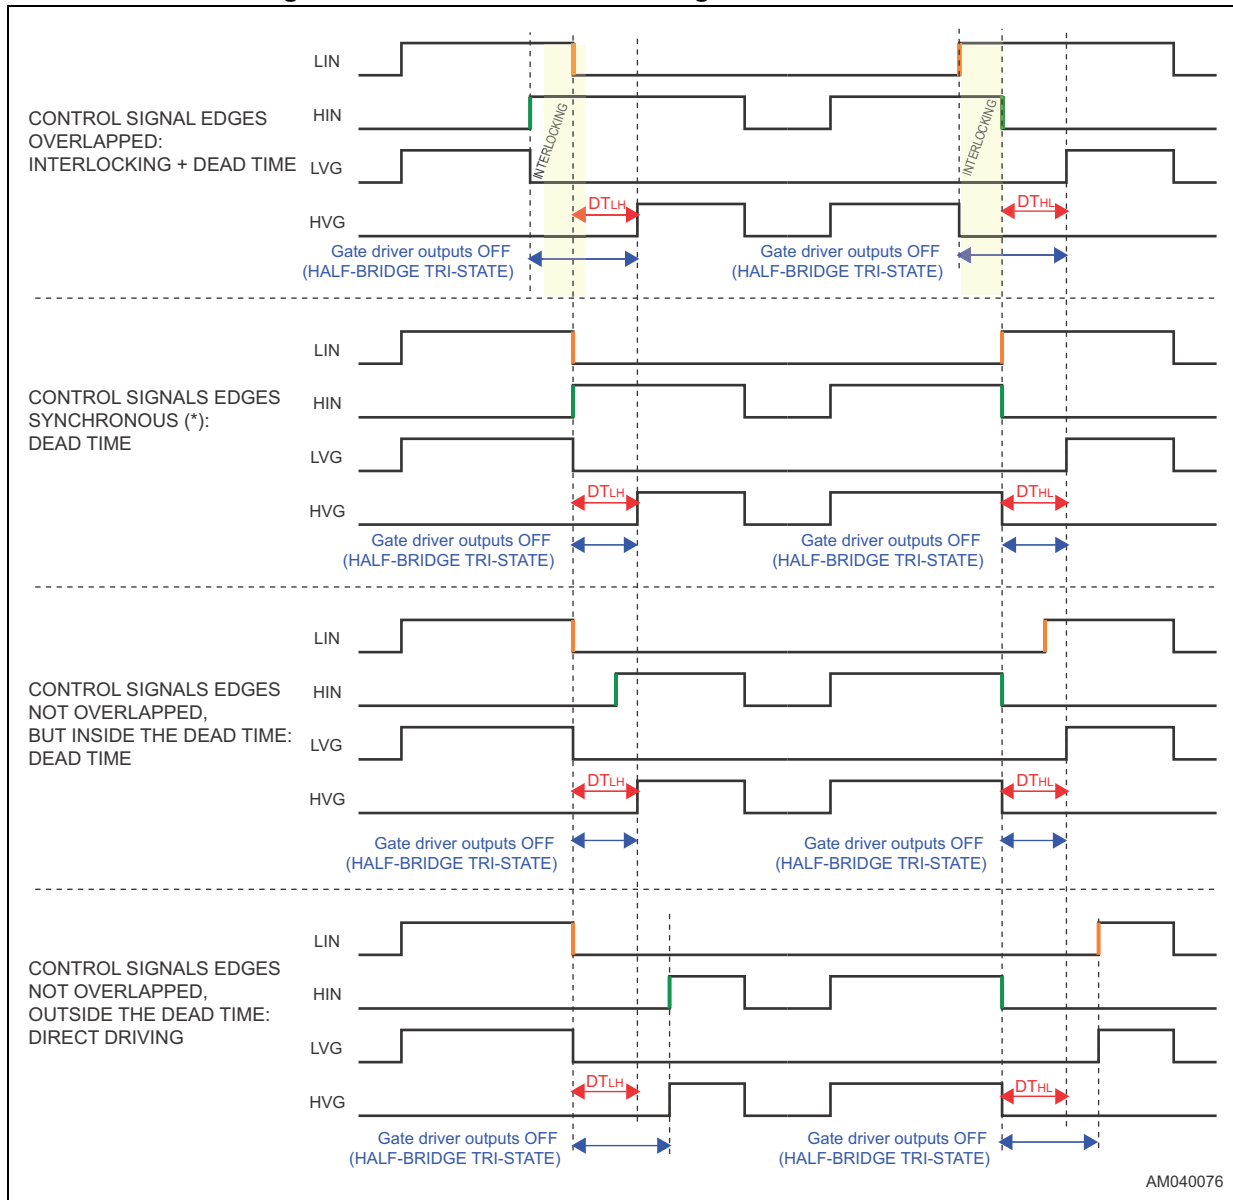 CONTROL SIGNAL EDGES
OVERLAPPED:
INTERLOCKING + DEAD TIME
LIN
HIN
LVG
HVG
INTERLOCKING
INTERLOCKING
DTLH
DTHL
Gate driver outputs OFF
(HALF-BRIDGE TRI-STATE)
Gate driver outputs OFF
(HALF-BRIDGE TRI-STATE)
CONTROL SIGNALS EDGES
SYNCHRONOUS (*):
DEAD TIME
LIN
HIN
LVG
HVG
DTLH
DTHL
Gate driver outputs OFF
(HALF-BRIDGE TRI-STATE)
Gate driver outputs OFF
(HALF-BRIDGE TRI-STATE)
CONTROL SIGNALS EDGES
NOT OVERLAPPED,
BUT INSIDE THE DEAD TIME:
DEAD TIME
LIN
HIN
LVG
HVG
DTLH
DTHL
Gate driver outputs OFF
(HALF-BRIDGE TRI-STATE)
Gate driver outputs OFF
(HALF-BRIDGE TRI-STATE)
CONTROL SIGNALS EDGES
NOT OVERLAPPED,
OUTSIDE THE DEAD TIME:
DIRECT DRIVING
LIN
HIN
LVG
HVG
DTLH
DTHL
Gate driver outputs OFF
(HALF-BRIDGE TRI-STATE)
Gate driver outputs OFF
(HALF-BRIDGE TRI-STATE)
AM040076